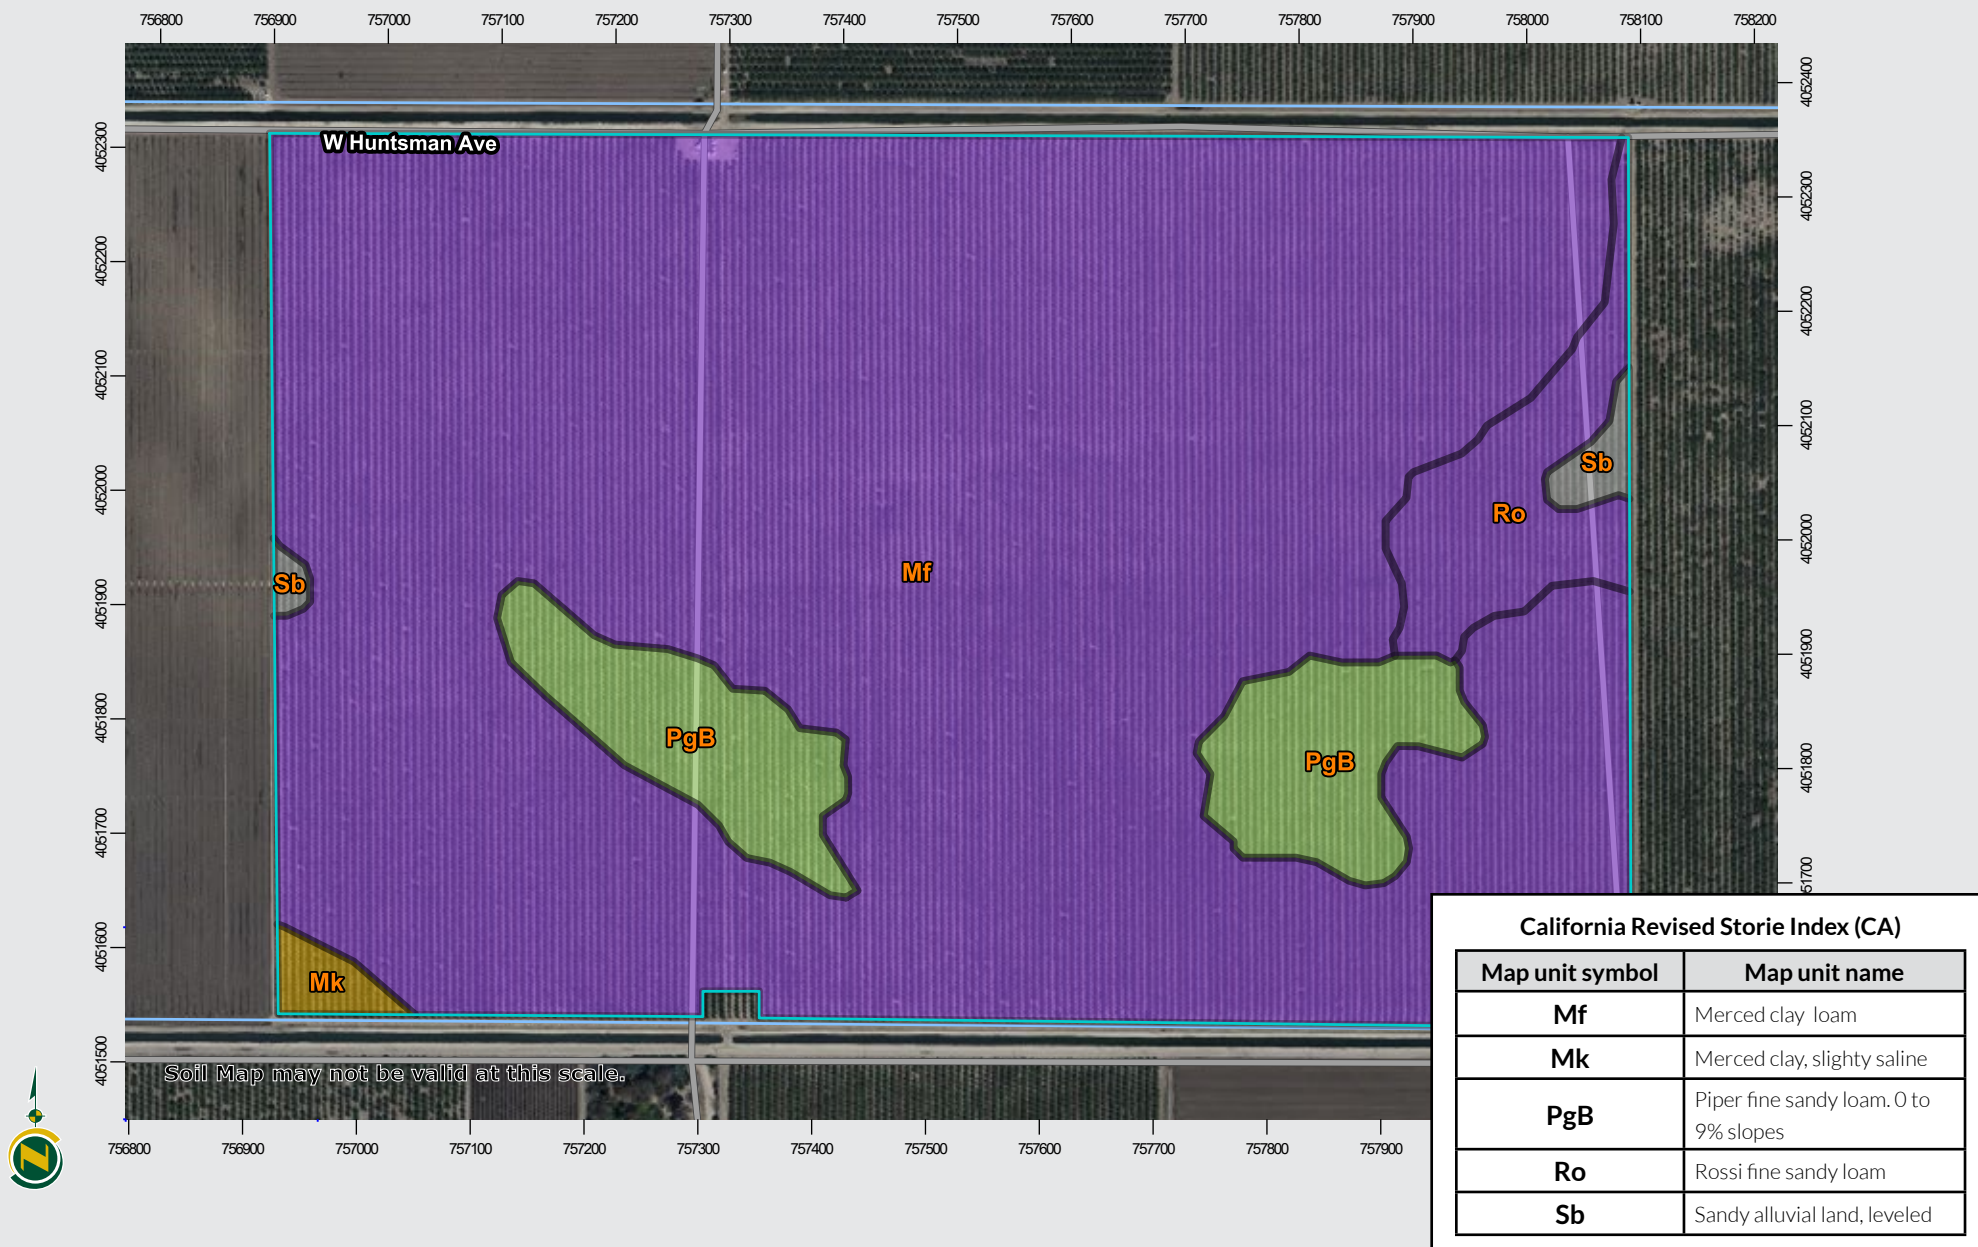 756800 756900 757000 757100 757200 757300 757400 757500 757600 757700 757800 757900 758000 758100 758200
4052400
4052300
W Huntsman Ave
4052300
4052200
4052200
4052100
4052100
Sb
4052000
Ro
4052000
Mf
Sb
4051900
4051900
4051800
PgB
PgB
4051800
4051700
51700
4051600
Mk
4051500
Soil Map may not be valid at this scale.
756800 756900 757000 757100 757200 757300 757400 757500 757600 757700 757800 757900
California Revised Storie Index (CA)
Map unit symbol Map unit name
Mf Merced clay loam
Mk Merced clay, slighty saline
PgB Piper fine sandy loam. 0 to
9% slopes
Ro Rossi fine sandy loam
Sb Sandy alluvial land, leveled